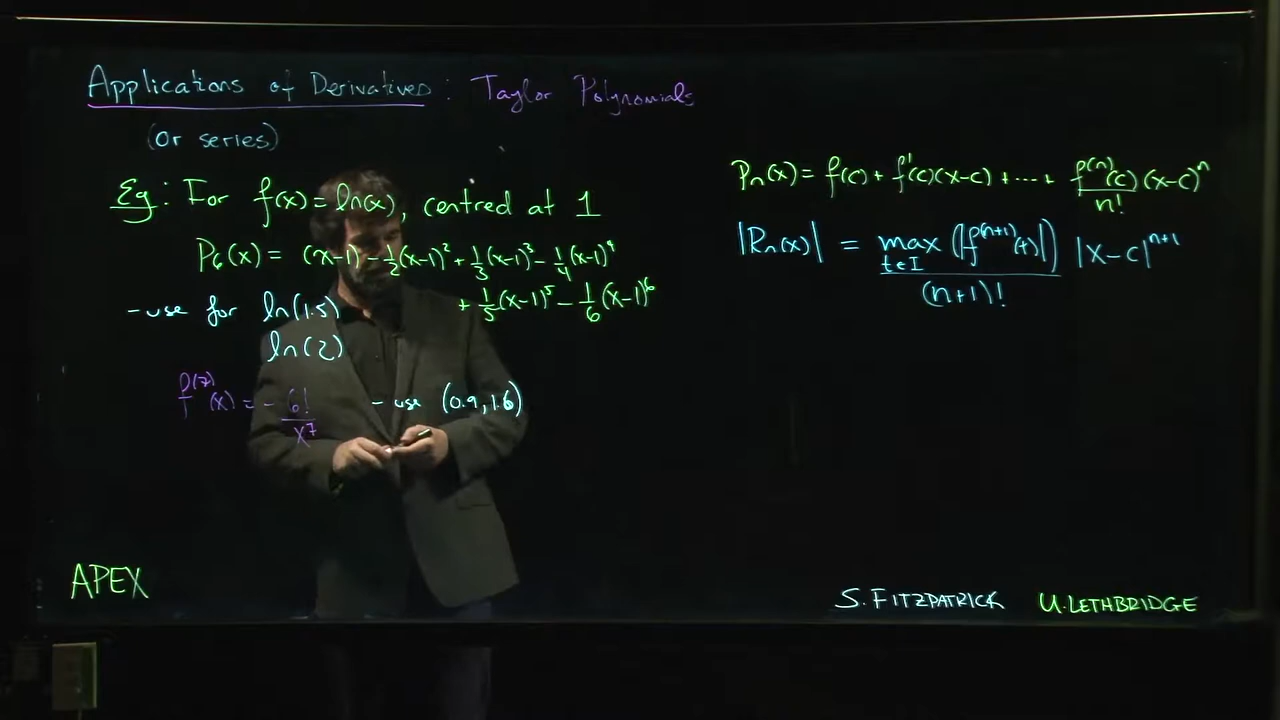 Applications of Derivatives : Taylor Polynomials
(or series)
Eg: For f(x) = ln(x), centred at 1
P₆(x) = (x-1) - 1/2(x-1)² + 1/3(x-1)³ - 1/4(x-1)⁴
+ 1/5(x-1)⁵ - 1/6(x-1)⁶
- use for ln(1.5)
ln(2)
f⁽⁷⁾(x) = - 6!/x⁷ - use (0.9, 1.6)
Pn(x) = f(c) + f'(c)(x-c) + ... + f⁽ⁿ⁾(c)/n! (x-c)ⁿ
|Rn(x)| = max t∈I (|f⁽ⁿ⁺¹⁾(t)|)/(n+1)! |x-c|ⁿ⁺¹
APEX
S. FITZPATRICK U. LETHBRIDGE